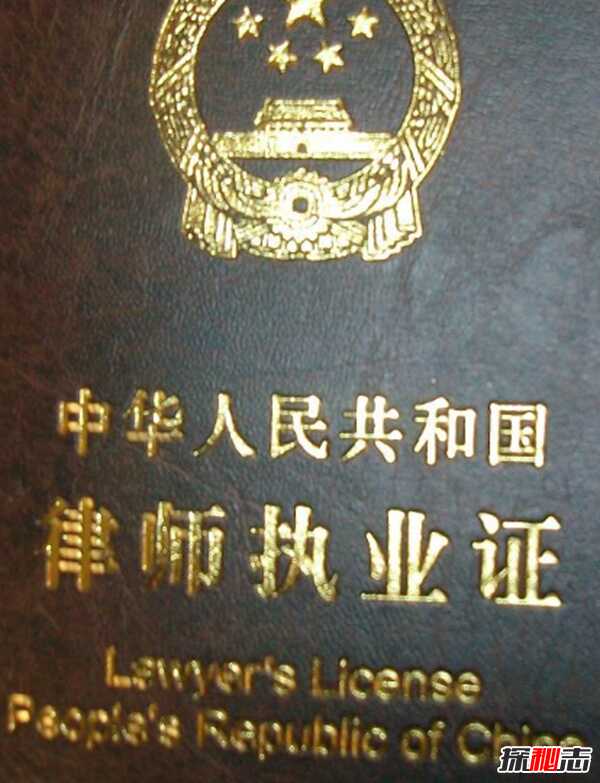 中华人民共和国
律师执业证
Lawyer's License
People's Republic of China
探秘志